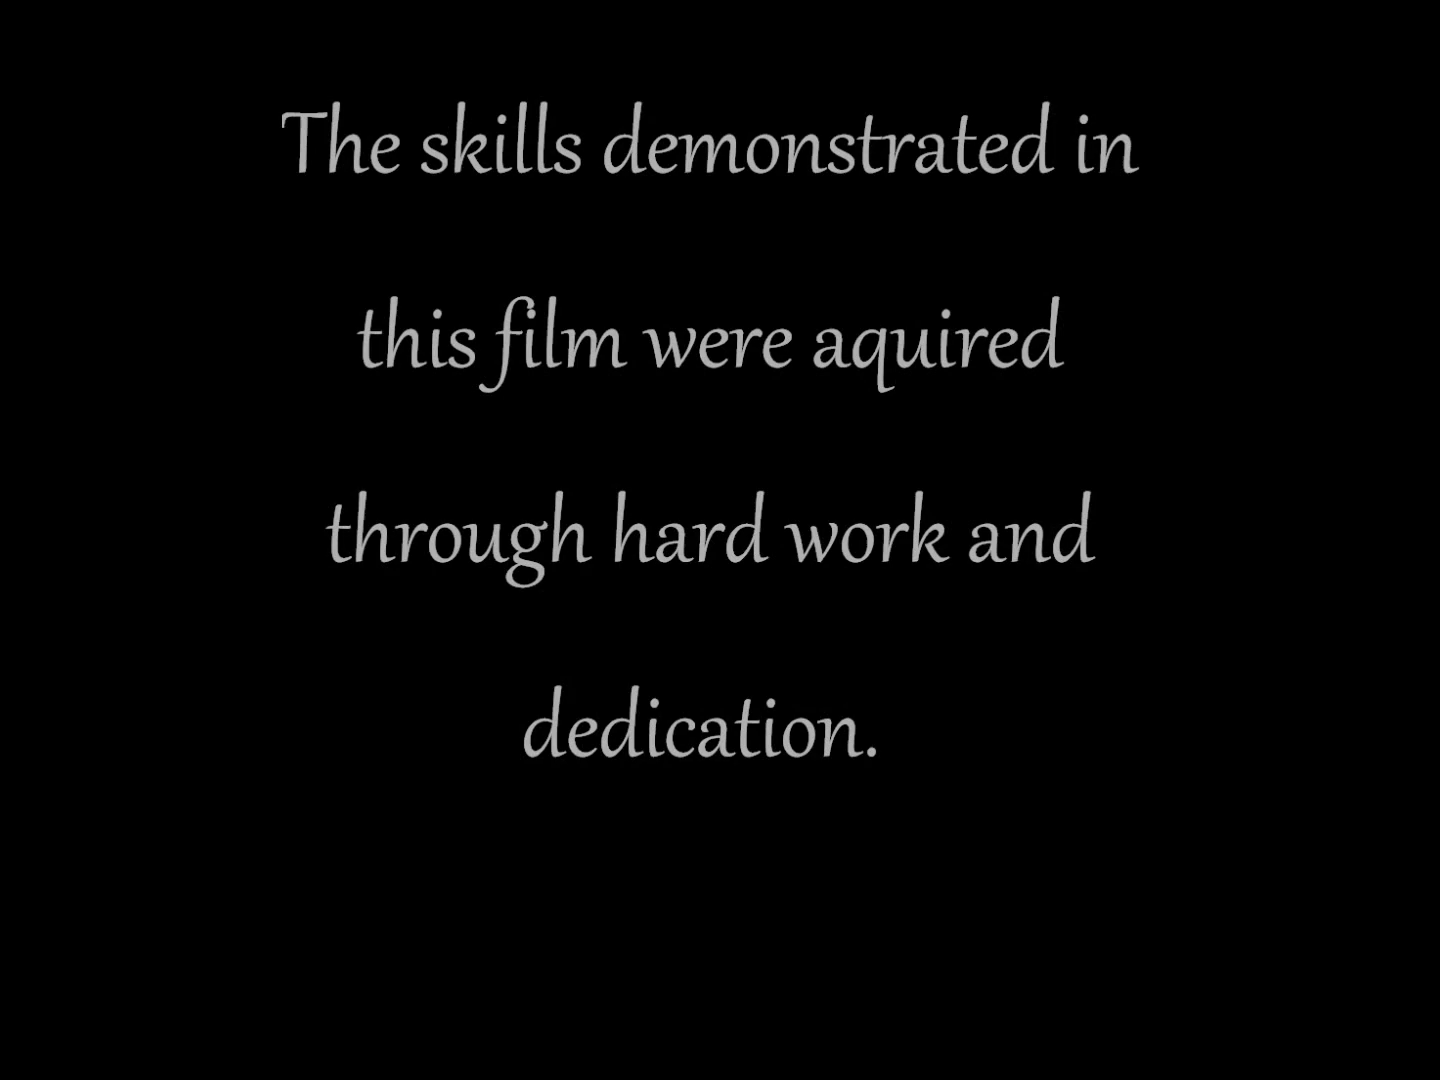 The skills demonstrated in
this film were aquired
through hard work and
dedication.